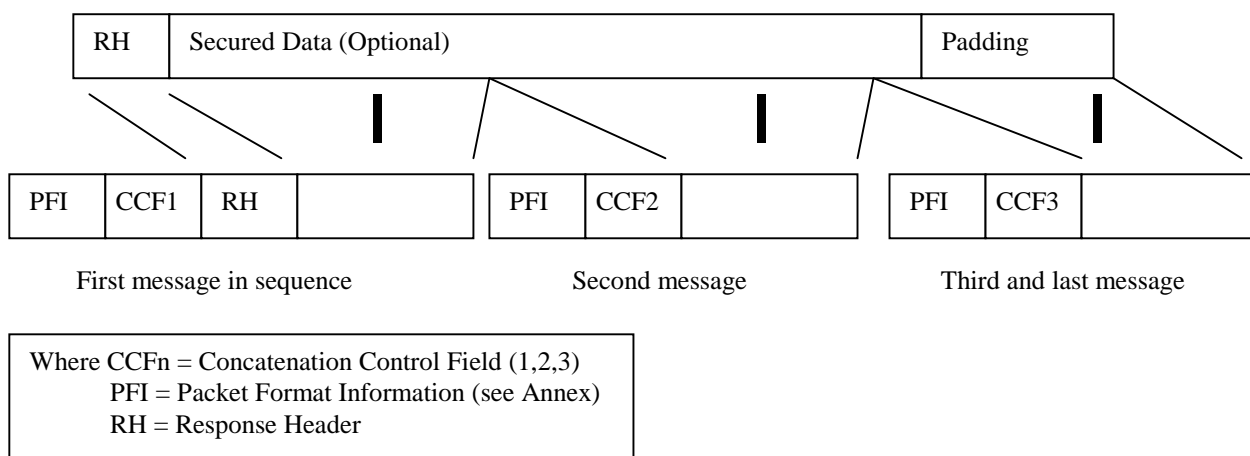 RH Secured Data (Optional) Padding
PFI CCF1 RH PFI CCF2 PFI CCF3
First message in sequence Second message Third and last message
Where CCFn = Concatenation Control Field (1,2,3)
PFI = Packet Format Information (see Annex)
RH = Response Header